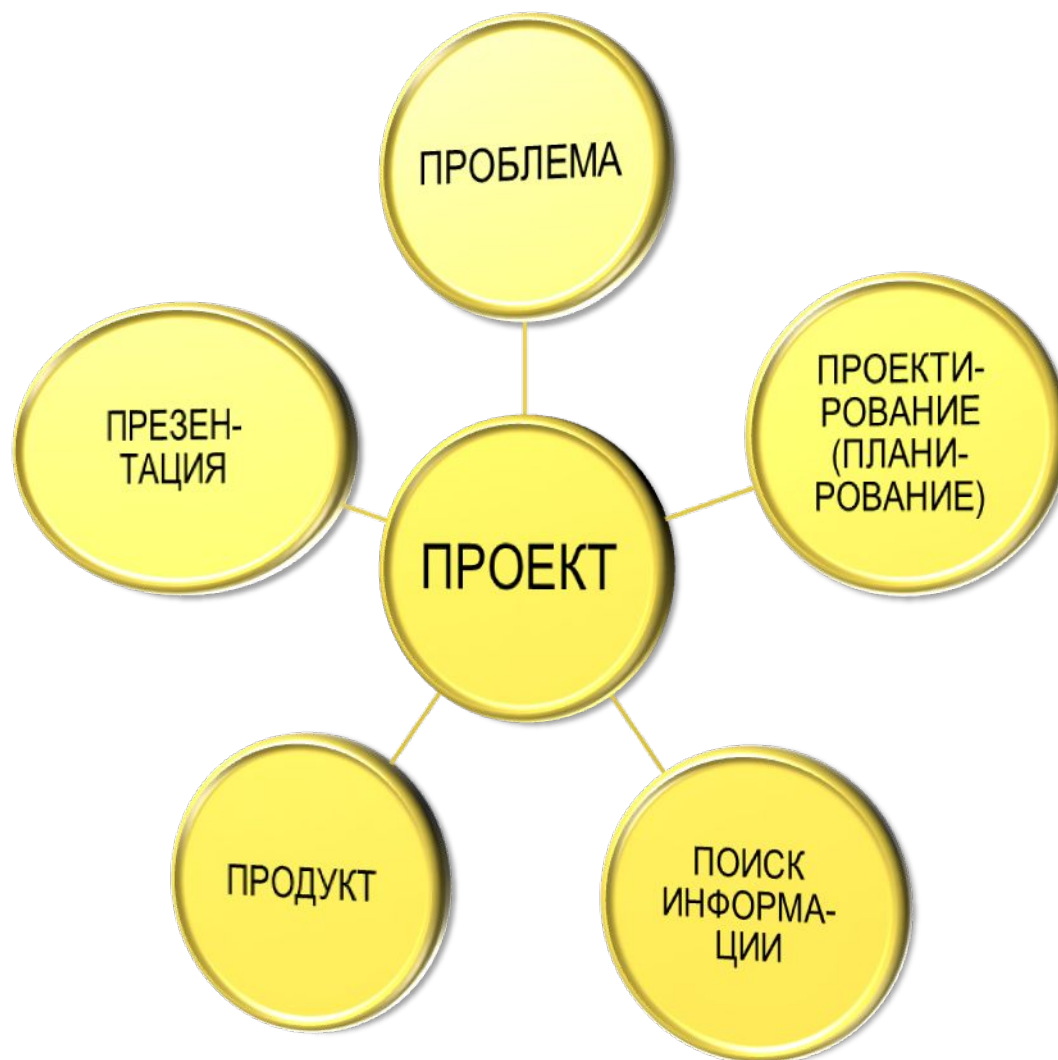 ПРОБЛЕМА
ПРОЕКТИ-
РОВАНИЕ
(ПЛАНИ-
РОВАНИЕ)
ПРЕЗЕН-
ТАЦИЯ
ПРОЕКТ
ПРОДУКТ
ПОИСК
ИНФОРМА-
ЦИИ